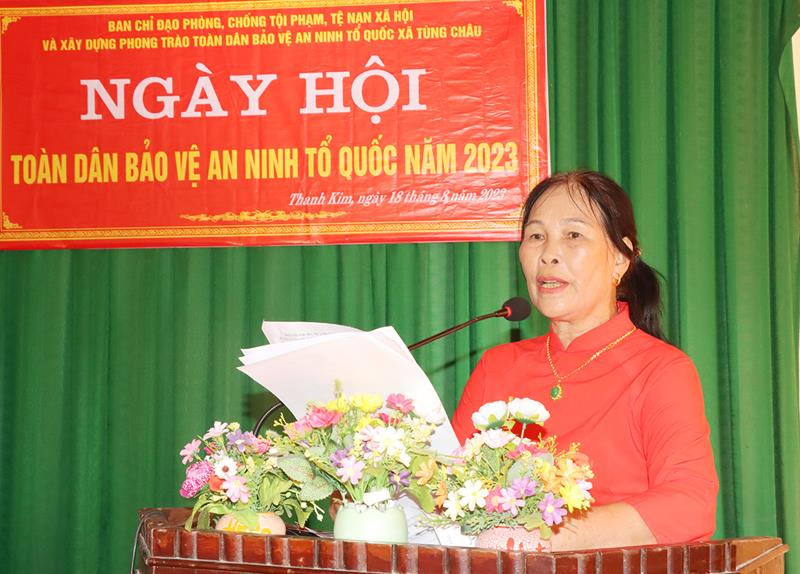 BAN CHỈ ĐẠO PHÒNG, CHỐNG TỘI PHẠM, TỆ NẠN XÃ HỘI
VÀ XÂY DỰNG PHONG TRÀO TOÀN DÂN BẢO VỆ AN NINH TỔ QUỐC XÃ TÙNG CHÂU
NGÀY HỘI
TOÀN DÂN BẢO VỆ AN NINH TỔ QUỐC NĂM 2023
Thanh Kim, ngày 18 tháng 8 năm 2023